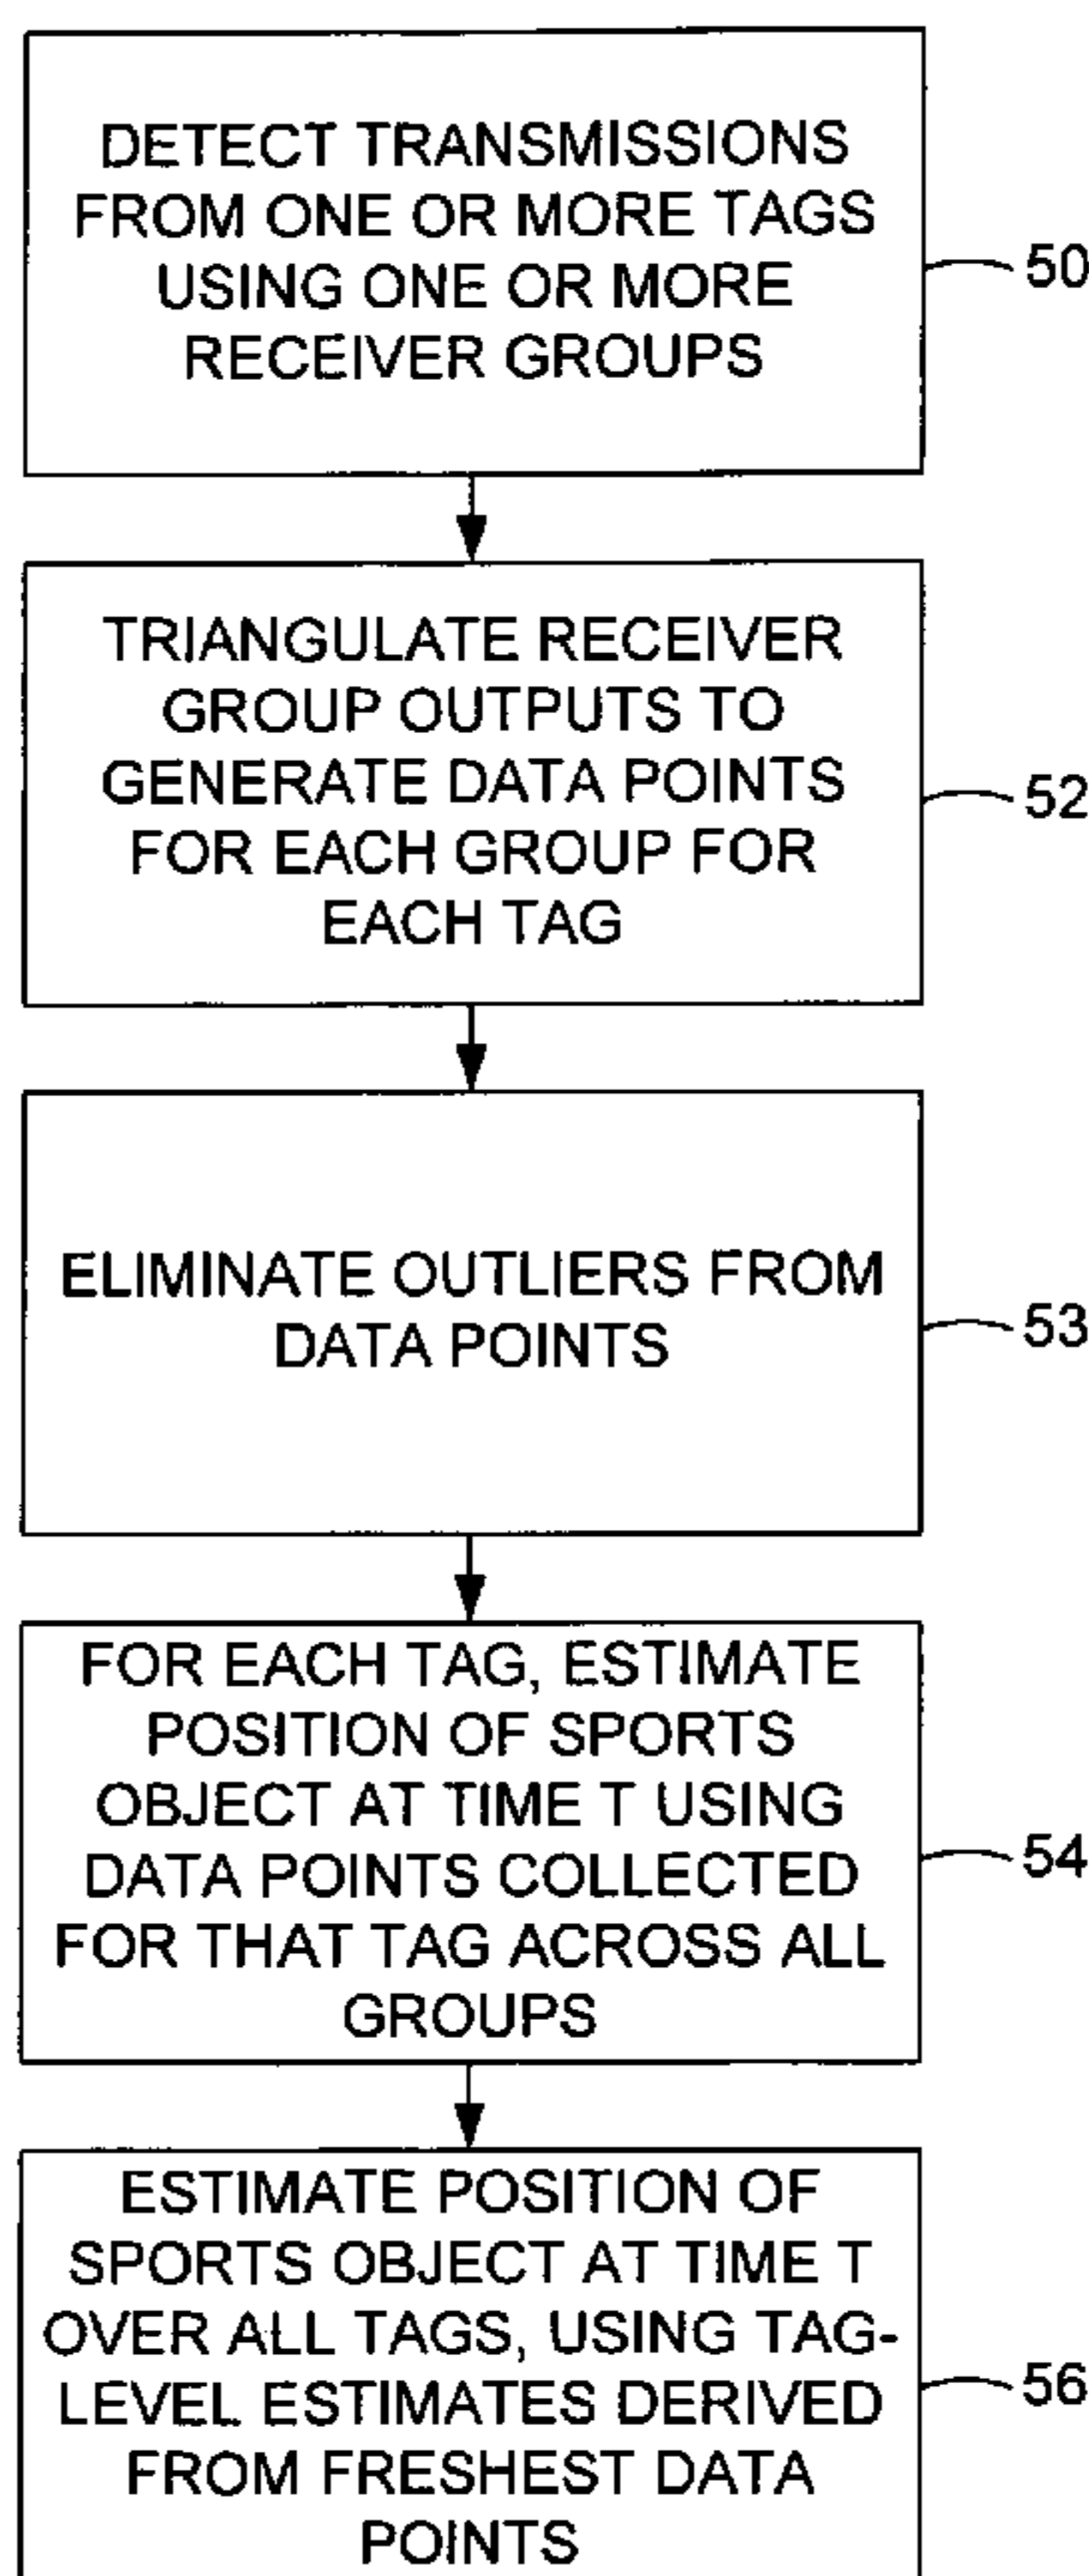 DETECT TRANSMISSIONS
FROM ONE OR MORE TAGS
USING ONE OR MORE
RECEIVER GROUPS
50
TRIANGULATE RECEIVER
GROUP OUTPUTS TO
GENERATE DATA POINTS
FOR EACH GROUP FOR
EACH TAG
52
ELIMINATE OUTLIERS FROM
DATA POINTS
53
FOR EACH TAG, ESTIMATE
POSITION OF SPORTS
OBJECT AT TIME T USING
DATA POINTS COLLECTED
FOR THAT TAG ACROSS ALL
GROUPS
54
ESTIMATE POSITION OF
SPORTS OBJECT AT TIME T
OVER ALL TAGS, USING TAG-
LEVEL ESTIMATES DERIVED
FROM FRESHEST DATA
POINTS
56